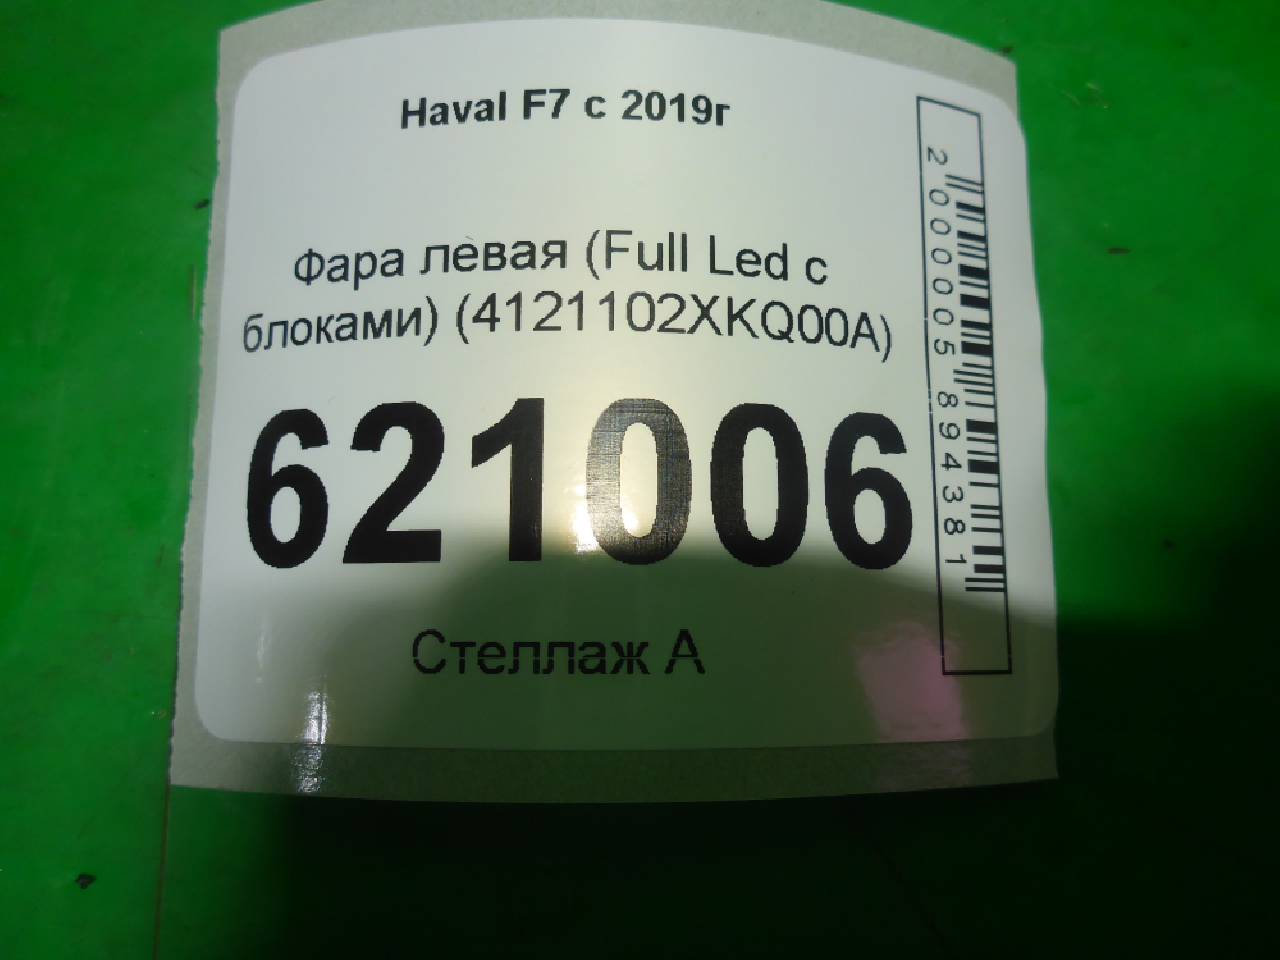 Haval F7 с 2019г
Фара левая (Full Led с
блоками) (4121102XKQ00A)
621006
Стеллаж А
2000005894381